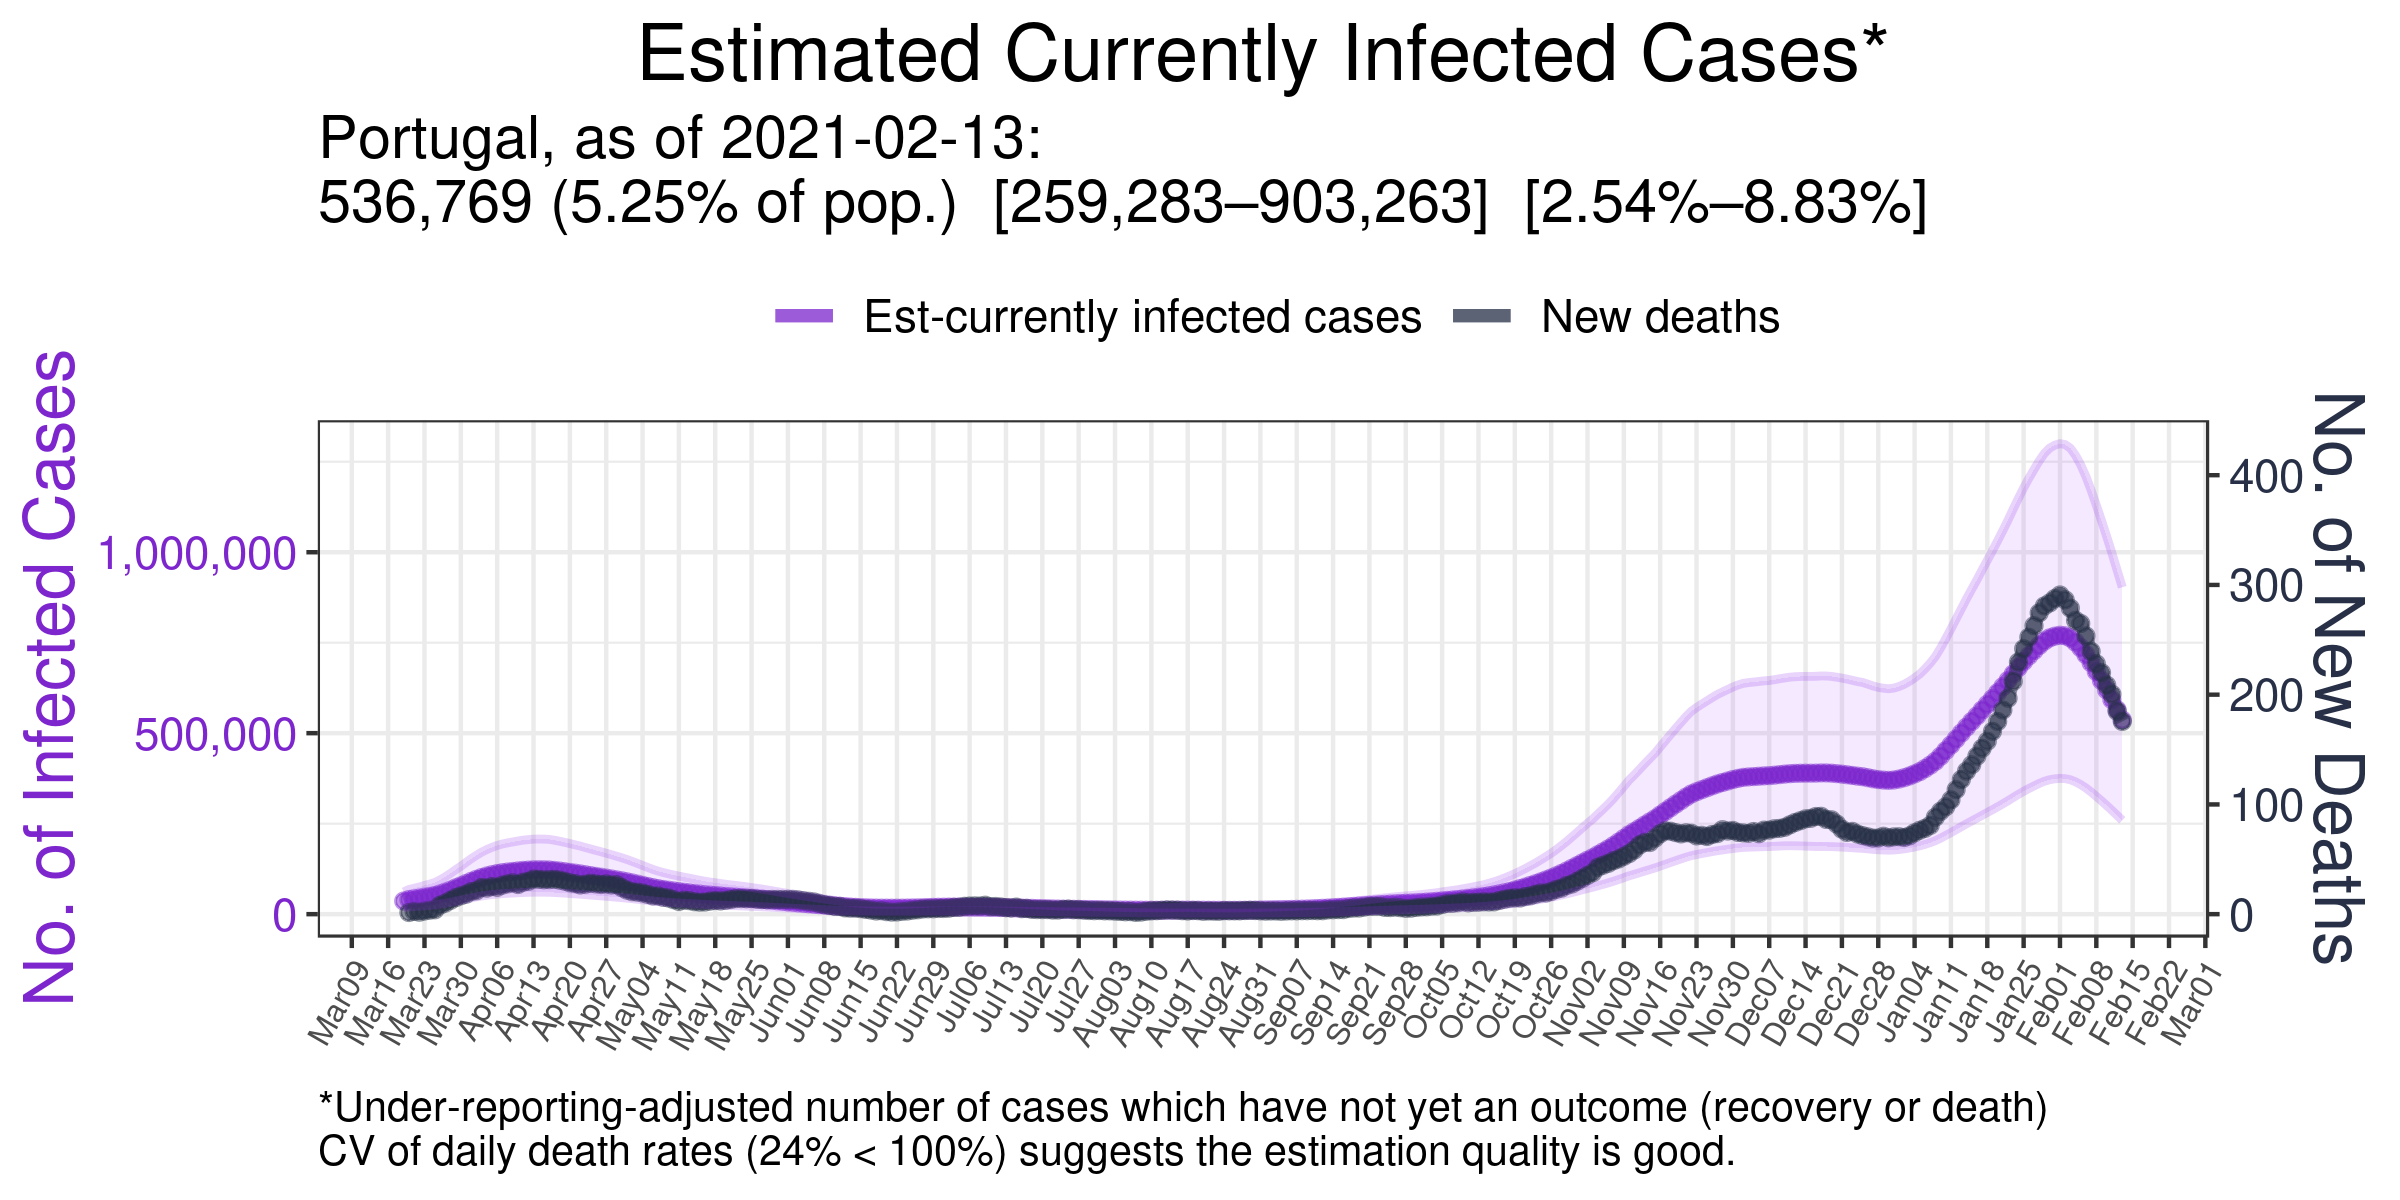 Estimated Currently Infected Cases*
Portugal, as of 2021-02-13:
536,769 (5.25% of pop.) [259,283–903,263] [2.54%–8.83%]
Est-currently infected cases
New deaths
No. of Infected Cases
1,000,000
500,000
0
No. of New Deaths
400
300
200
100
0
Mar09
Mar16
Mar23
Mar30
Apr06
Apr13
Apr20
Apr27
May04
May11
May18
May25
Jun01
Jun08
Jun15
Jun22
Jun29
Jul06
Jul13
Jul20
Jul27
Aug03
Aug10
Aug17
Aug24
Aug31
Sep07
Sep14
Sep21
Sep28
Oct05
Oct12
Oct19
Oct26
Nov02
Nov09
Nov16
Nov23
Nov30
Dec07
Dec14
Dec21
Dec28
Jan04
Jan11
Jan18
Jan25
Feb01
Feb08
Feb15
Feb22
Mar01
*Under-reporting-adjusted number of cases which have not yet an outcome (recovery or death)
CV of daily death rates (24% < 100%) suggests the estimation quality is good.